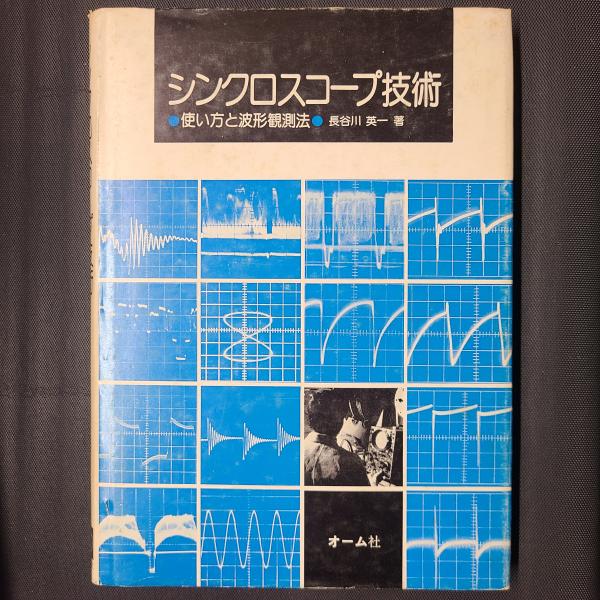 シンクロスコープ技術
●使い方と波形観測法● 長谷川 英一 著
オーム社